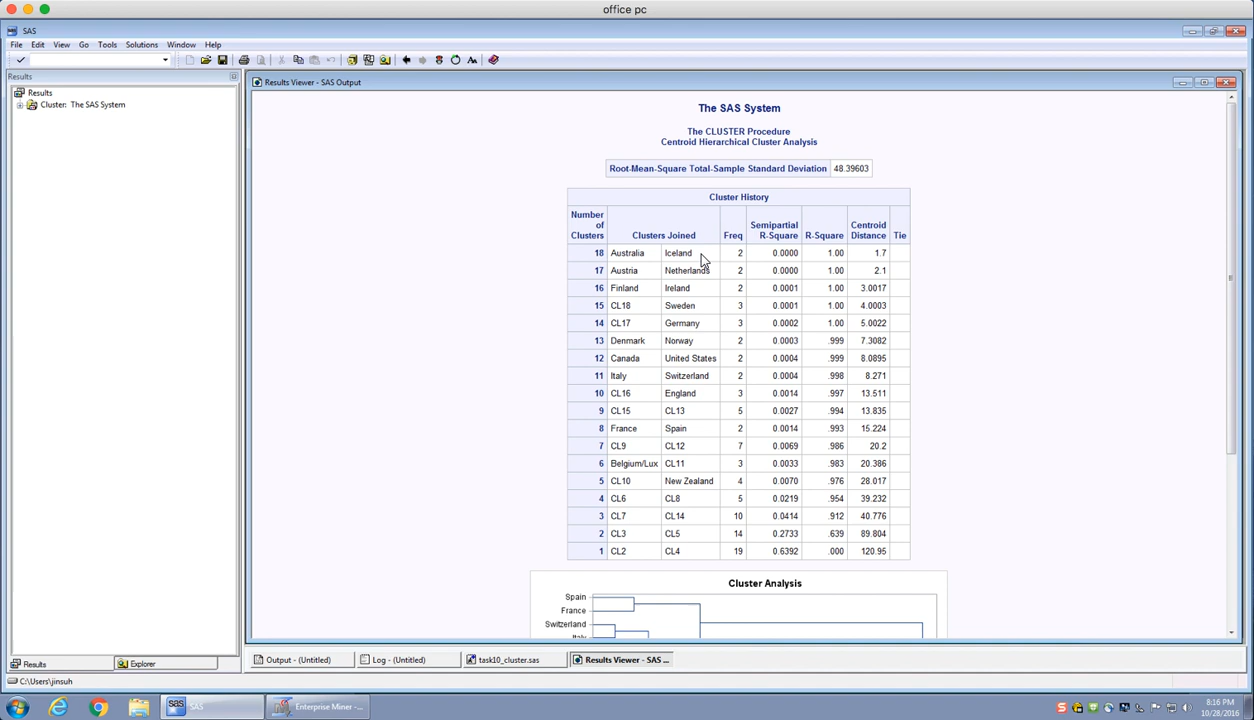 office pc
SAS
File Edit View Go Tools Solutions Window Help
Results
Results Viewer - SAS Output
Results
Cluster: The SAS System
The SAS System
The CLUSTER Procedure
Centroid Hierarchical Cluster Analysis
Root-Mean-Square Total-Sample Standard Deviation 48.39603
Cluster History
Number of Clusters Clusters Joined Freq Semipartial R-Square R-Square Centroid Distance Tie
18 Australia Iceland 2 0.0000 1.00 1.7
17 Austria Netherlands 2 0.0000 1.00 2.1
16 Finland Ireland 2 0.0001 1.00 3.0017
15 CL18 Sweden 3 0.0001 1.00 4.0003
14 CL17 Germany 3 0.0002 1.00 5.0022
13 Denmark Norway 2 0.0003 .999 7.3082
12 Canada United States 2 0.0004 .999 8.0895
11 Italy Switzerland 2 0.0004 .998 8.271
10 CL16 England 3 0.0014 .997 13.511
9 CL15 CL13 5 0.0027 .994 13.835
8 France Spain 2 0.0014 .993 15.224
7 CL9 CL12 7 0.0069 .986 20.2
6 Belgium/Lux CL11 3 0.0033 .983 20.386
5 CL10 New Zealand 4 0.0070 .976 28.017
4 CL6 CL8 5 0.0219 .954 39.232
3 CL7 CL14 10 0.0414 .912 40.776
2 CL3 CL5 14 0.2733 .639 89.804
1 CL2 CL4 19 0.6392 .000 120.95
Cluster Analysis
Spain
France
Switzerland
Italy
Results Explorer
Output - (Untitled) Log - (Untitled) task10_cluster.sas Results Viewer - SAS ...
C:\Users\jinsuh
SAS Enterprise Miner -...
8:16 PM
10/28/2016